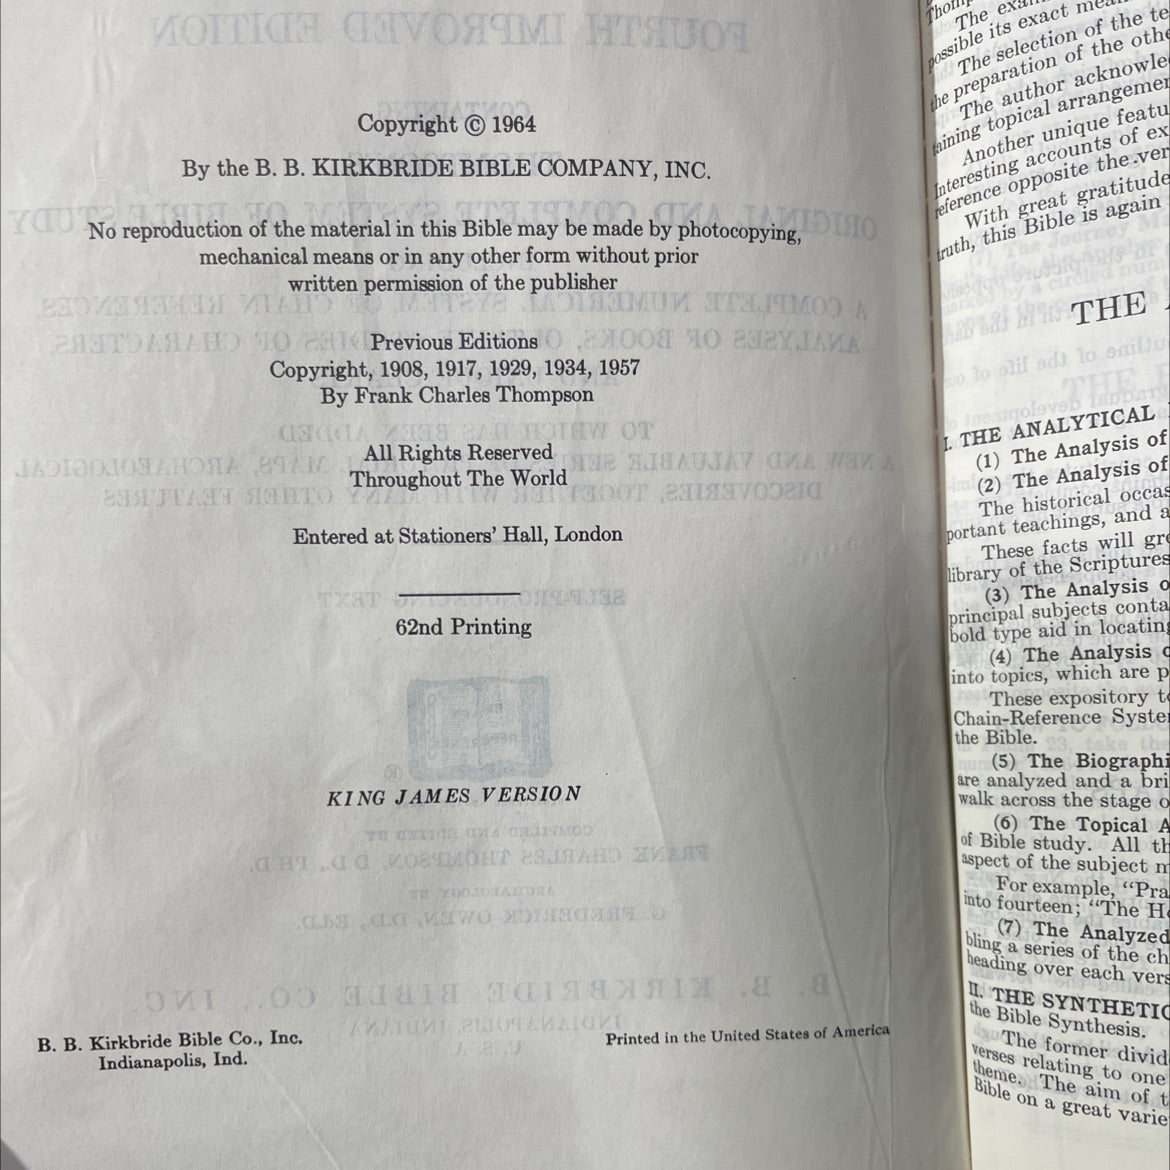 Copyright © 1964
By the B. B. KIRKBRIDE BIBLE COMPANY, INC.
No reproduction of the material in this Bible may be made by photocopying,
mechanical means or in any other form without prior
written permission of the publisher
Previous Editions
Copyright, 1908, 1917, 1929, 1934, 1957
By Frank Charles Thompson
All Rights Reserved
Throughout The World
Entered at Stationers' Hall, London
62nd Printing
KING JAMES VERSION
B. B. Kirkbride Bible Co., Inc.
Indianapolis, Ind.
Printed in the United States of America
The
possible its exact
The selection of the te
the preparation of the othe
The author acknowle
taining topical arrangemen
Another unique featu
Interesting accounts of ex
reference opposite the ver
With great gratitude
truth, this Bible is again
THE
I. THE ANALYTICAL
(1) The Analysis of
(2) The Analysis of
The historical occas
portant teachings, and a
These facts will gre
library of the Scriptures
(3) The Analysis o
principal subjects conta
bold type aid in locating
(4) The Analysis o
into topics, which are p
These expository to
Chain-Reference System
the Bible.
(5) The Biographi
are analyzed and a bri
walk across the stage o
(6) The Topical A
of Bible study. All th
aspect of the subject m
For example, "Pra
into fourteen; "The Ho
(7) The Analyzed
bling a series of the ch
heading over each vers
II. THE SYNTHETIC
the Bible Synthesis.
The former divid
verses relating to one
theme. The aim of t
Bible on a great varie